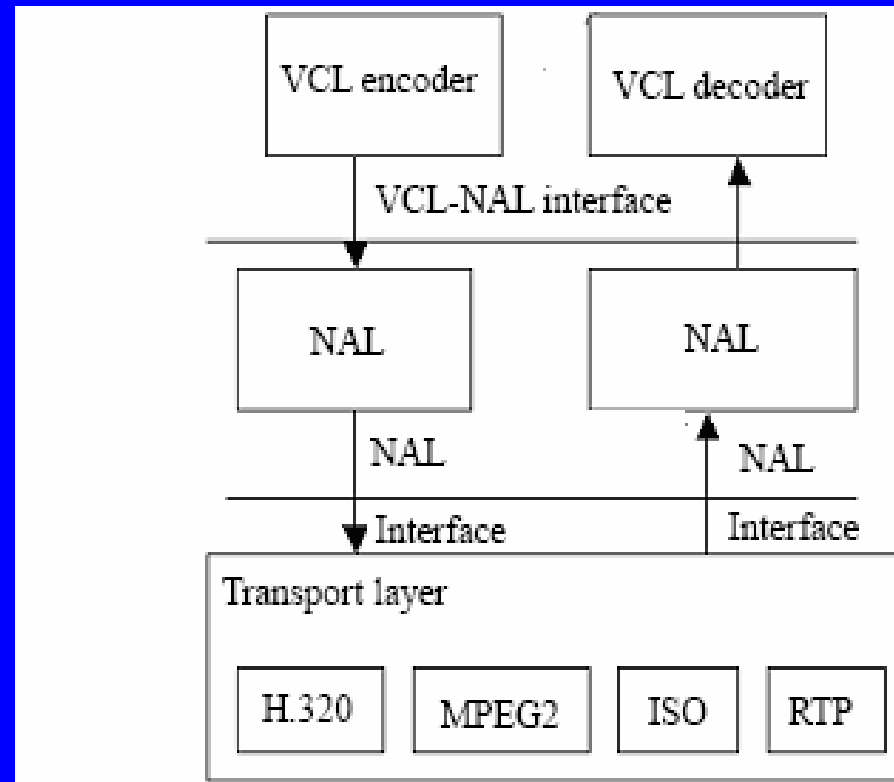 VCL encoder
VCL decoder
VCL-NAL interface
NAL
NAL
NAL
NAL
Interface
Interface
Transport layer
H.320
MPEG2
ISO
RTP